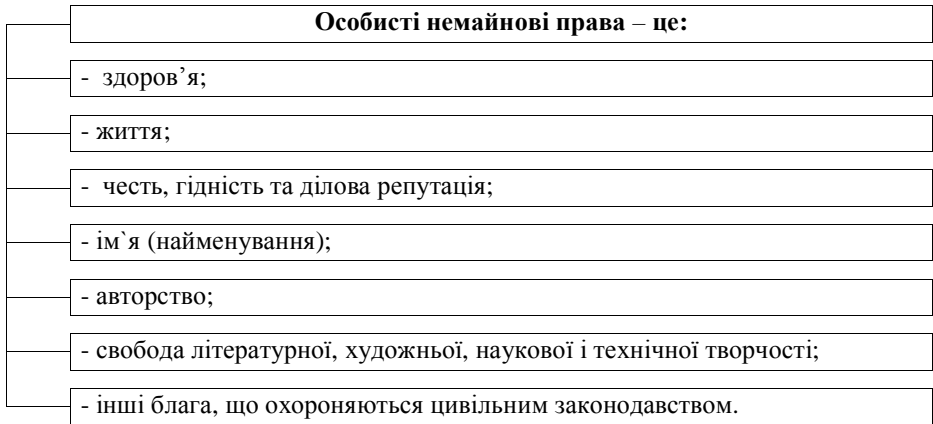 Особисті немайнові права – це:
- здоров’я;
- життя;
- честь, гідність та ділова репутація;
- ім`я (найменування);
- авторство;
- свобода літературної, художньої, наукової і технічної творчості;
- інші блага, що охороняються цивільним законодавством.